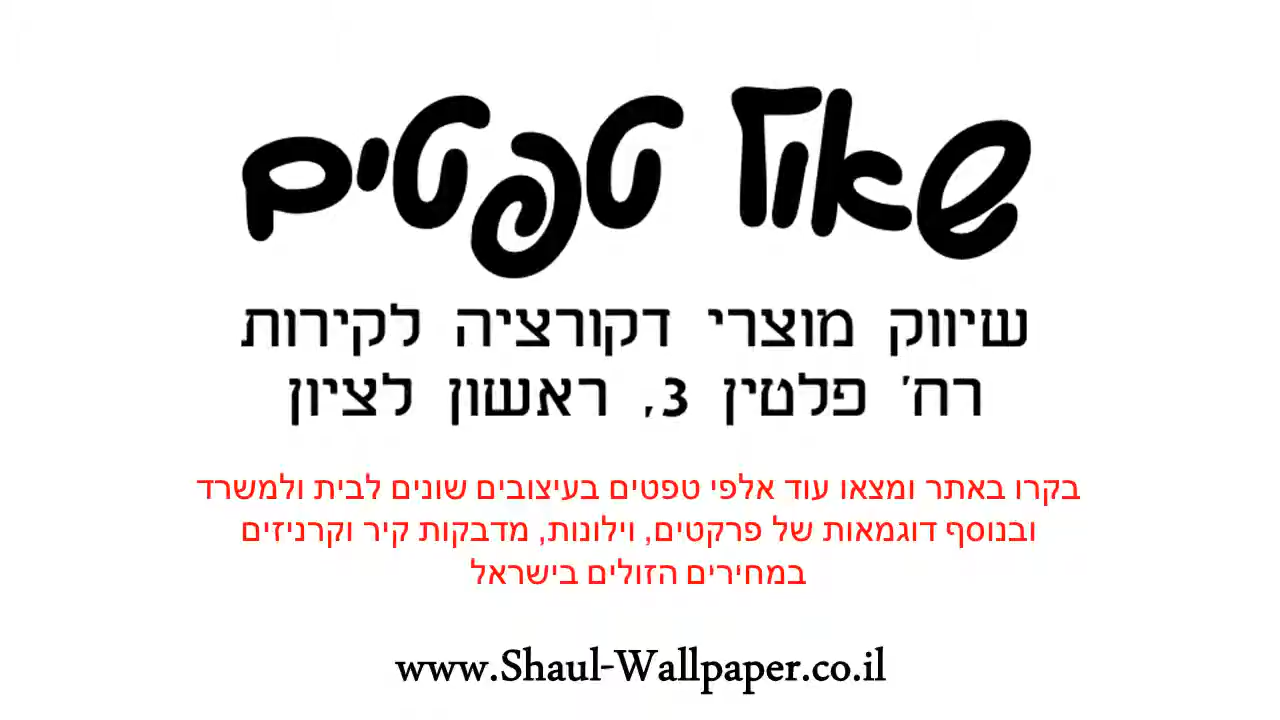 שאול טפטים
שיווק מוצרי דקורציה לקירות
רח' פלטין 3, ראשון לציון
בקרו באתר ומצאו עוד אלפי טפטים בעיצובים שונים לבית ולמשרד
ובנוסף דוגמאות של פרקטים, וילונות, מדבקות קיר וקרניזים
במחירים הזולים בישראל
www.Shaul-Wallpaper.co.il